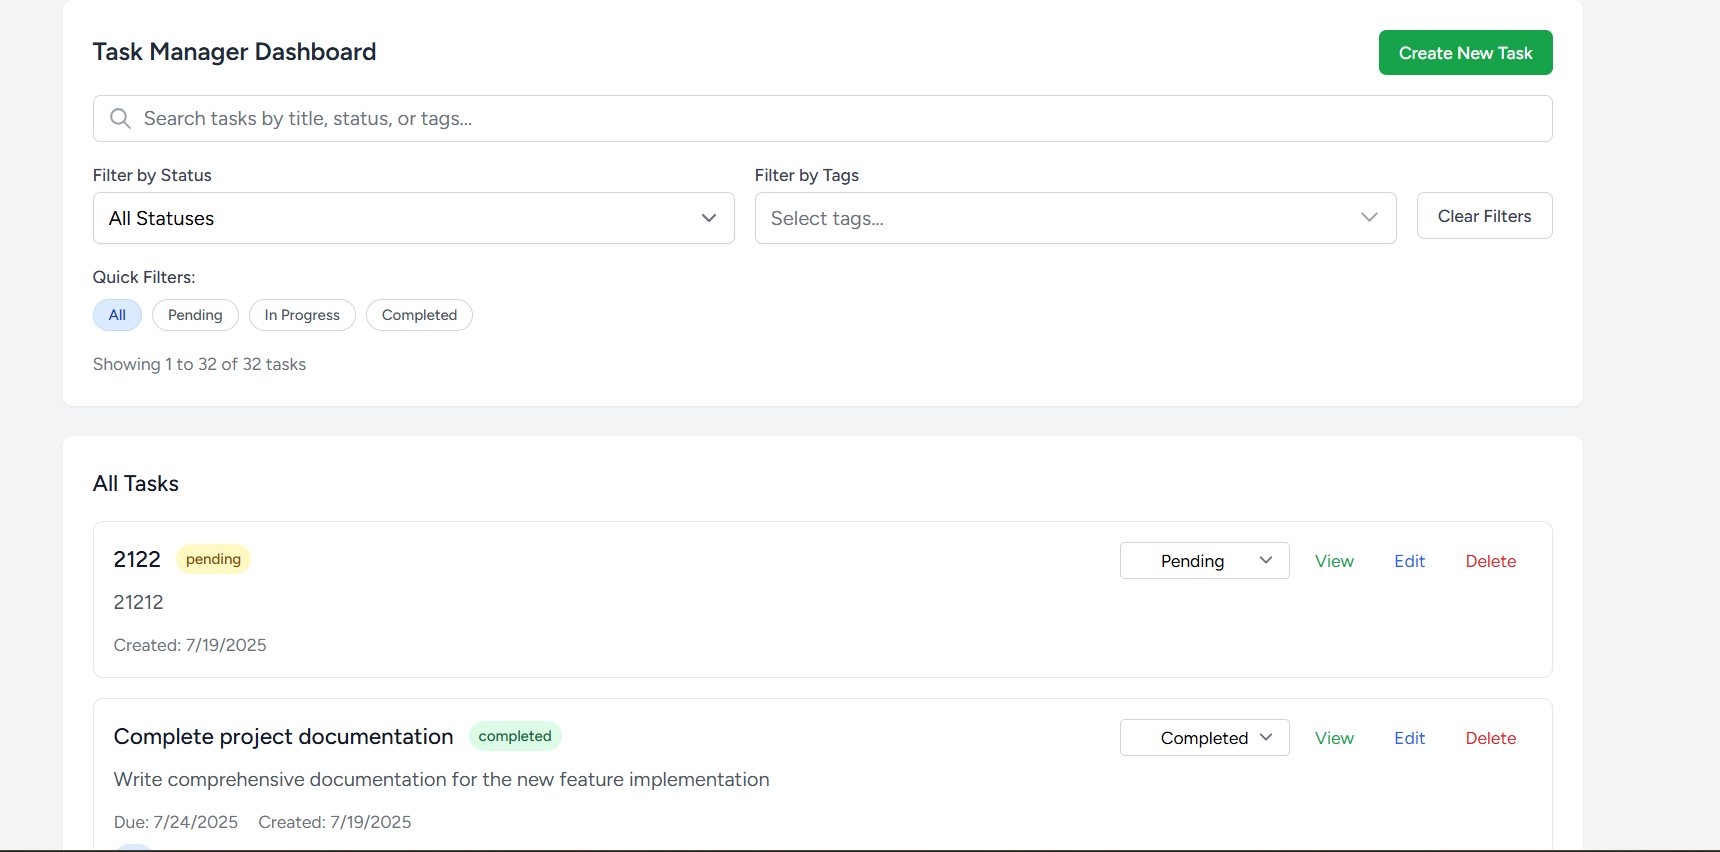 Task Manager Dashboard
Create New Task
Search tasks by title, status, or tags...
Filter by Status
Filter by Tags
All Statuses
Select tags...
Clear Filters
Quick Filters:
All
Pending
In Progress
Completed
Showing 1 to 32 of 32 tasks
All Tasks
2122 pending
Pending
View
Edit
Delete
21212
Created: 7/19/2025
Complete project documentation completed
Completed
View
Edit
Delete
Write comprehensive documentation for the new feature implementation
Due: 7/24/2025 Created: 7/19/2025